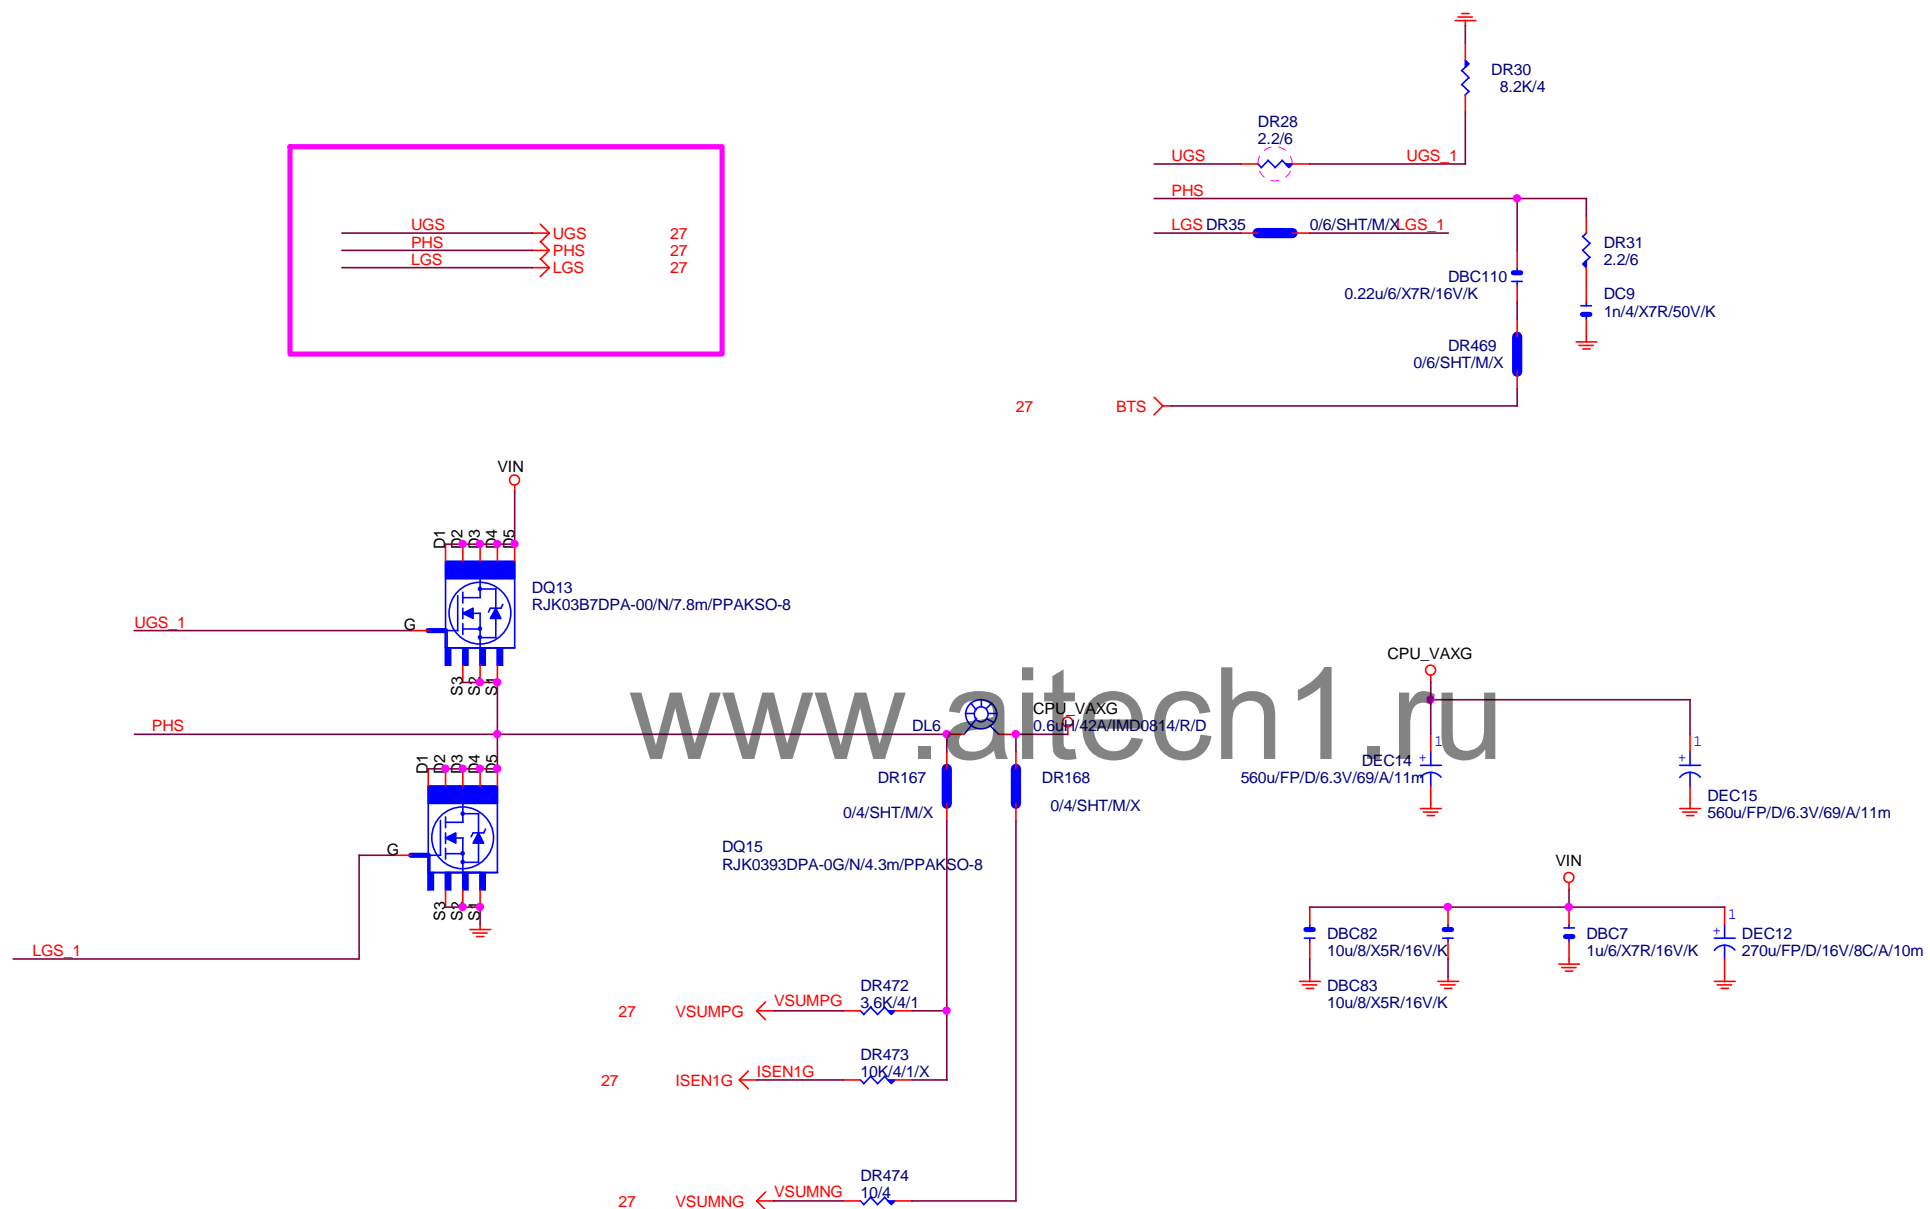 DR30
8.2K/4
DR28
2.2/6
UGS
UGS_1
PHS
LGS
DR35
0/6/SHT/M/X
LGS_1
DR31
2.2/6
DBC110
0.22u/6/X7R/16V/K
DC9
1n/4/X7R/50V/K
DR469
0/6/SHT/M/X
27
BTS
UGS
UGS
27
PHS
PHS
27
LGS
LGS
27
VIN
D1
D2
D3
D4
D5
DQ13
RJK03B7DPA-00/N/7.8m/PPAKSO-8
UGS_1
G
S3
S2
S1
PHS
DL6
CPU_VAXG
0.6uH/42A/IMD0814/R/D
www.aitech1.ru
D1
D2
D3
D4
D5
DR167
0/4/SHT/M/X
DR168
0/4/SHT/M/X
DQ15
RJK0393DPA-0G/N/4.3m/PPAKSO-8
G
S3
S2
S1
LGS_1
CPU_VAXG
1
+
DEC14
560u/FP/D/6.3V/69/A/11m
1
+
DEC15
560u/FP/D/6.3V/69/A/11m
VIN
DBC82
10u/8/X5R/16V/K
DBC83
10u/8/X5R/16V/K
DBC7
1u/6/X7R/16V/K
1
+
DEC12
270u/FP/D/16V/8C/A/10m
27
VSUMPG
VSUMPG
DR472
3.6K/4/1
27
ISEN1G
ISEN1G
DR473
10K/4/1/X
27
VSUMNG
VSUMNG
DR474
10/4